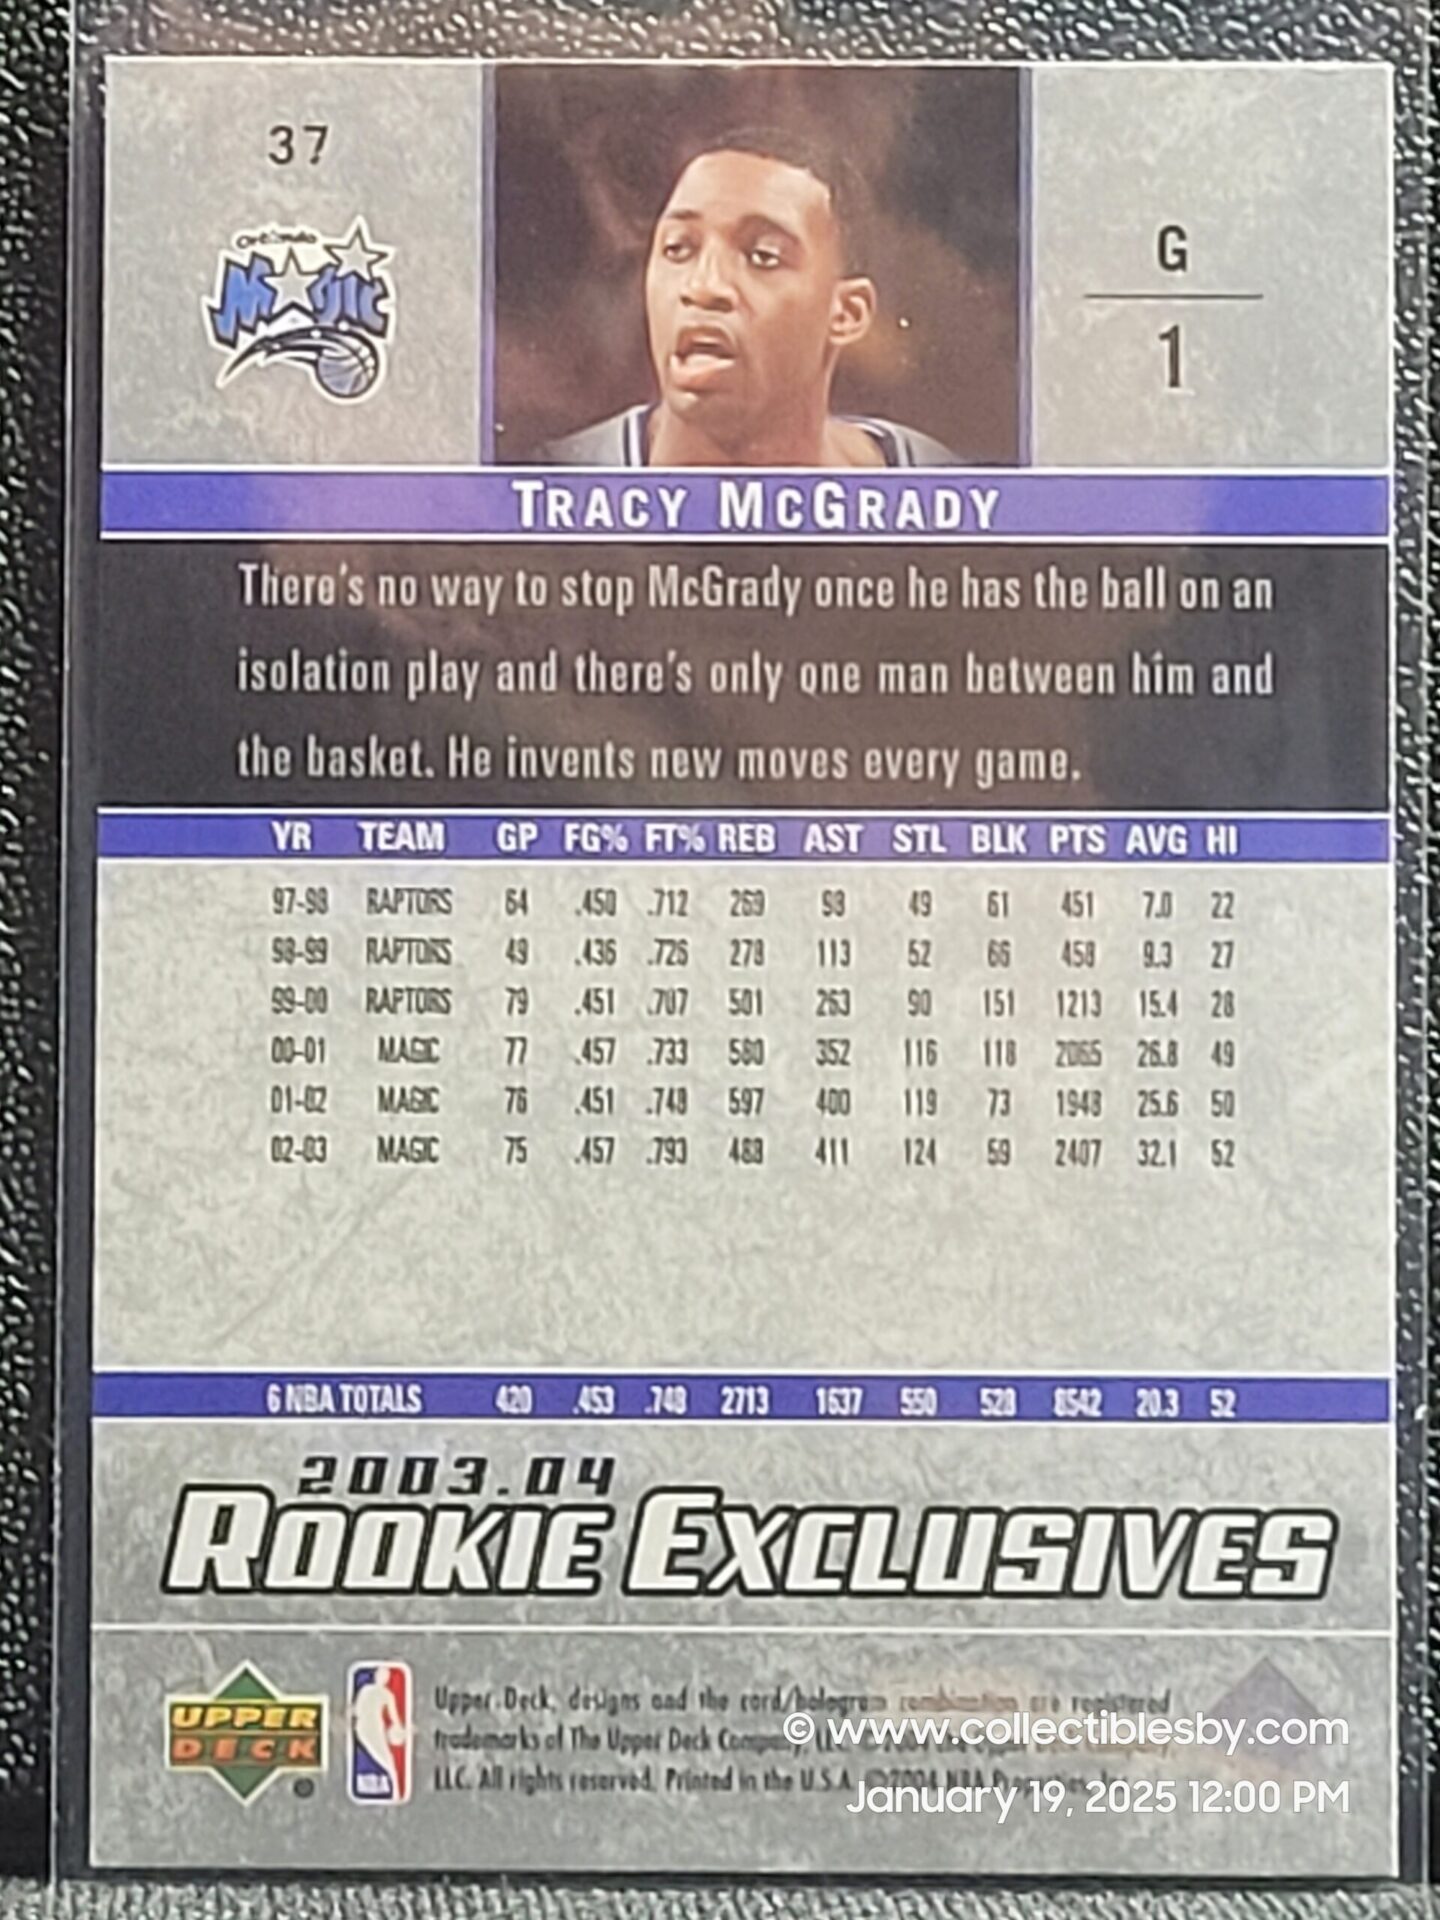 37
Orlando
Magic
G
1
TRACY McGRADY
There's no way to stop McGrady once he has the ball on an
isolation play and there's only one man between him and
the basket. He invents new moves every game.
YR TEAM GP FG% FT% REB AST STL BLK PTS AVG HI
97-98 RAPTORS 64 .450 .712 269 98 49 61 451 7.0 22
98-99 RAPTORS 49 .436 .726 278 113 52 66 458 9.3 27
99-00 RAPTORS 79 .451 .707 501 263 90 151 1213 15.4 28
00-01 MAGIC 77 .457 .733 580 352 116 118 2065 26.8 49
01-02 MAGIC 76 .451 .748 597 400 119 73 1948 25.6 50
02-03 MAGIC 75 .457 .793 488 411 124 59 2407 32.1 52
6 NBA TOTALS 420 .453 .748 2713 1637 550 528 8542 20.3 52
2003.04
ROOKIE EXCLUSIVES
UPPER
DECK
NBA
Upper Deck, designs and the card/hologram combination are registered
trademarks of The Upper Deck Company, LLC.
LLC. All rights reserved. Printed in the U.S.A. ©2004 NBA
© www.collectiblesby.com
January 19, 2025 12:00 PM